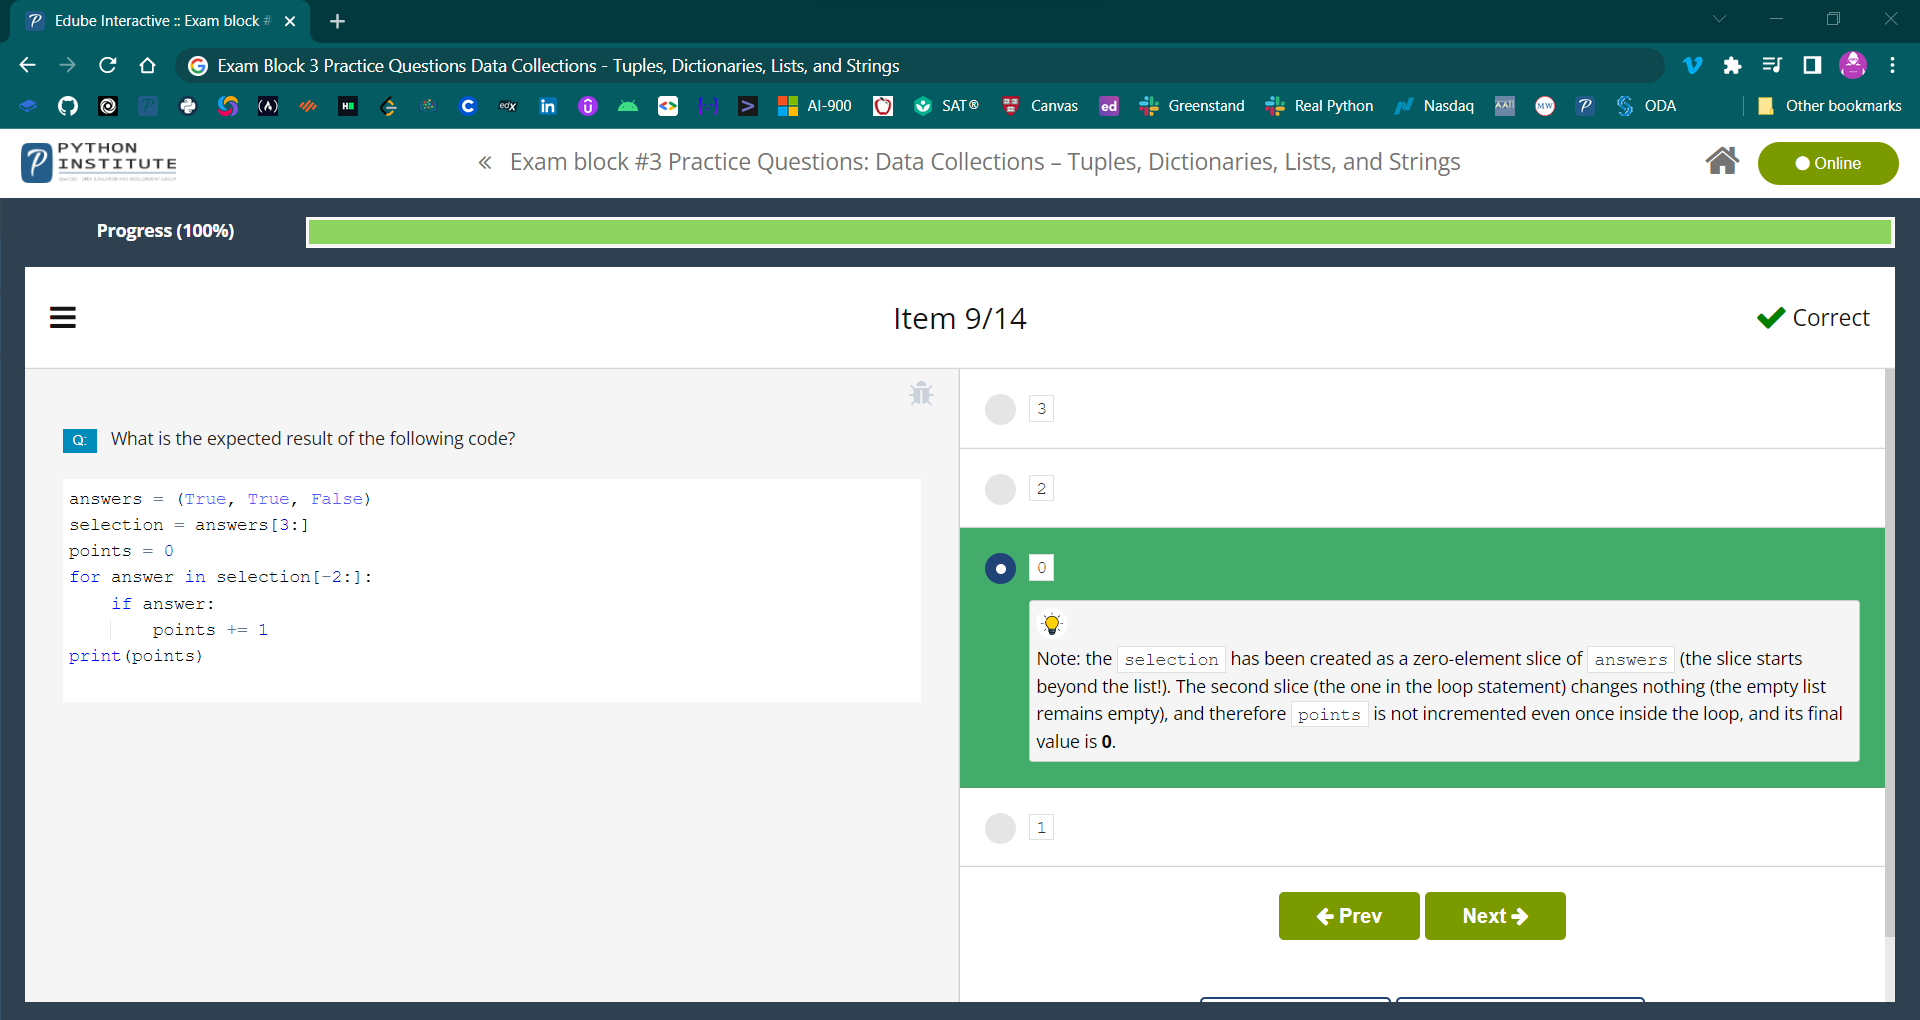 Edube Interactive :: Exam block #
Exam Block 3 Practice Questions Data Collections - Tuples, Dictionaries, Lists, and Strings
AI-900
SAT®
Canvas
ed
Greenstand
Real Python
Nasdaq
MW
ODA
Other bookmarks
PYTHON
INSTITUTE
« Exam block #3 Practice Questions: Data Collections – Tuples, Dictionaries, Lists, and Strings
Online
Progress (100%)
Item 9/14
Correct
Q: What is the expected result of the following code?
answers = (True, True, False)
selection = answers[3:]
points = 0
for answer in selection[-2:]:
    if answer:
        points += 1
print(points)
3
2
0
Note: the selection has been created as a zero-element slice of answers (the slice starts
beyond the list!). The second slice (the one in the loop statement) changes nothing (the empty list
remains empty), and therefore points is not incremented even once inside the loop, and its final
value is 0.
1
Prev
Next